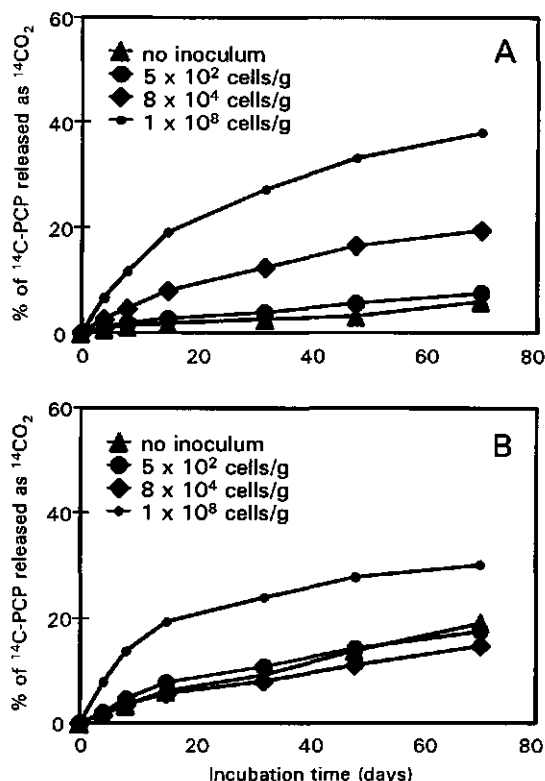 60
A
no inoculum
5 x 10² cells/g
8 x 10⁴ cells/g
1 x 10⁸ cells/g
40
20
0
% of ¹⁴C-PCP released as ¹⁴CO₂
0 20 40 60 80
60
B
no inoculum
5 x 10² cells/g
8 x 10⁴ cells/g
1 x 10⁸ cells/g
40
20
0
% of ¹⁴C-PCP released as ¹⁴CO₂
0 20 40 60 80
Incubation time (days)